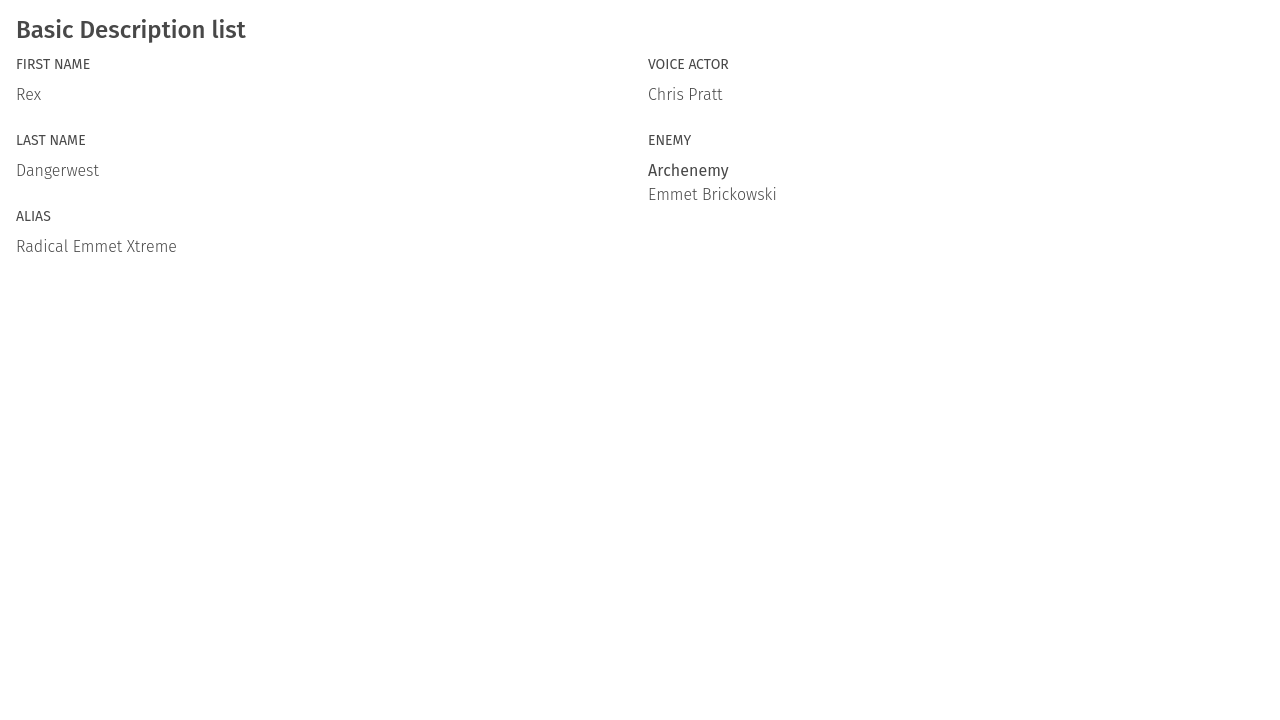 Basic Description list
FIRST NAME
Rex
LAST NAME
Dangerwest
ALIAS
Radical Emmet Xtreme
VOICE ACTOR
Chris Pratt
ENEMY
Archenemy
Emmet Brickowski